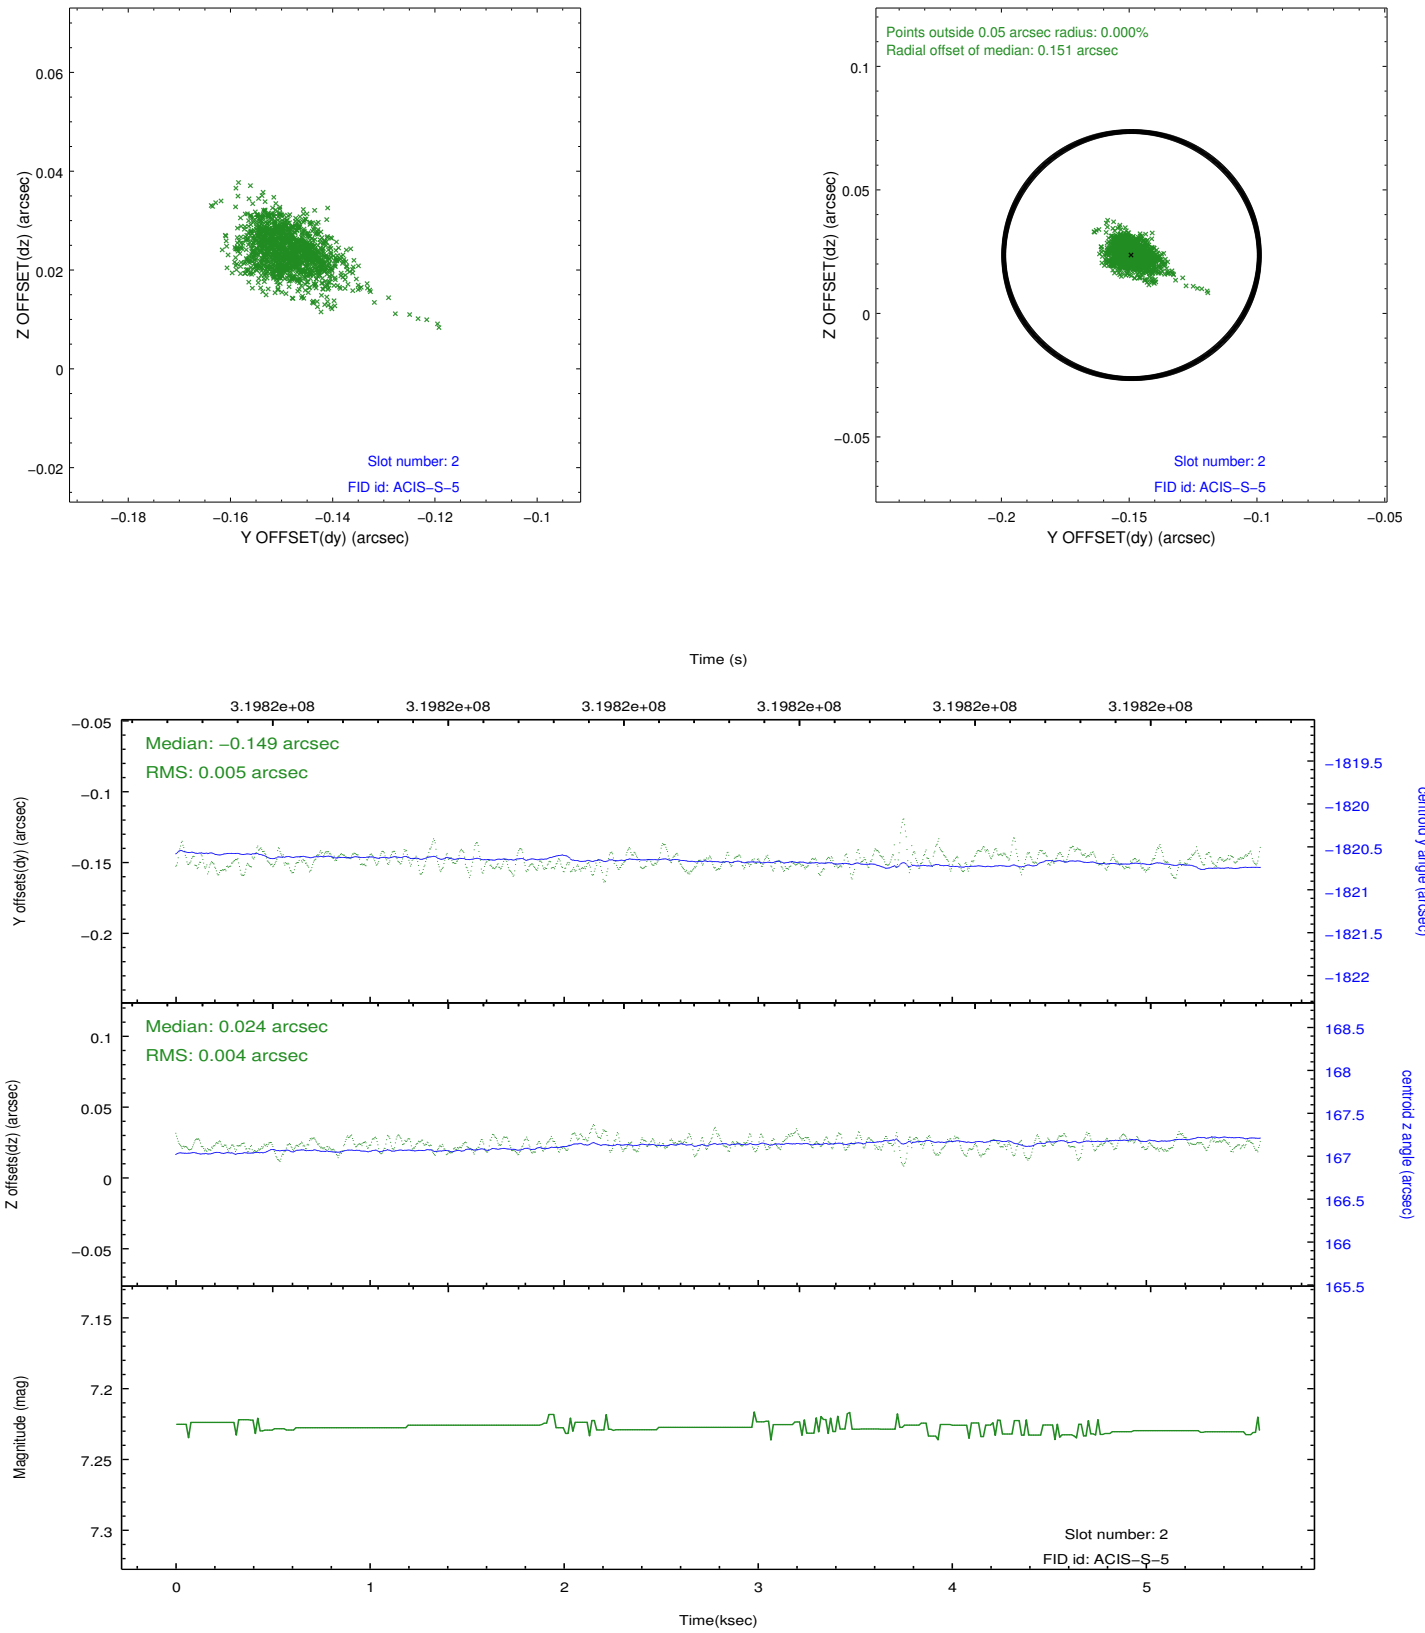 0.06
0.04
0.02
0
−0.02
Z OFFSET(dz) (arcsec)
Slot number: 2
FID id: ACIS−S−5
−0.18
−0.16
−0.14
−0.12
−0.1
Y OFFSET(dy) (arcsec)
Points outside 0.05 arcsec radius: 0.000%
Radial offset of median: 0.151 arcsec
0.1
0.05
0
−0.05
Z OFFSET(dz) (arcsec)
Slot number: 2
FID id: ACIS−S−5
−0.2
−0.15
−0.1
−0.05
Y OFFSET(dy) (arcsec)
Time (s)
3.1982e+08
3.1982e+08
3.1982e+08
3.1982e+08
3.1982e+08
3.1982e+08
−0.05
−0.1
−0.15
−0.2
Y offsets(dy) (arcsec)
Median: −0.149 arcsec
RMS: 0.005 arcsec
−1819.5
−1820
−1820.5
−1821
−1821.5
−1822
centroid y angle (arcsec)
0.1
0.05
0
−0.05
Z offsets(dz) (arcsec)
Median: 0.024 arcsec
RMS: 0.004 arcsec
168.5
168
167.5
167
166.5
166
165.5
centroid z angle (arcsec)
7.15
7.2
7.25
7.3
Magnitude (mag)
Slot number: 2
FID id: ACIS−S−5
0
1
2
3
4
5
Time(ksec)